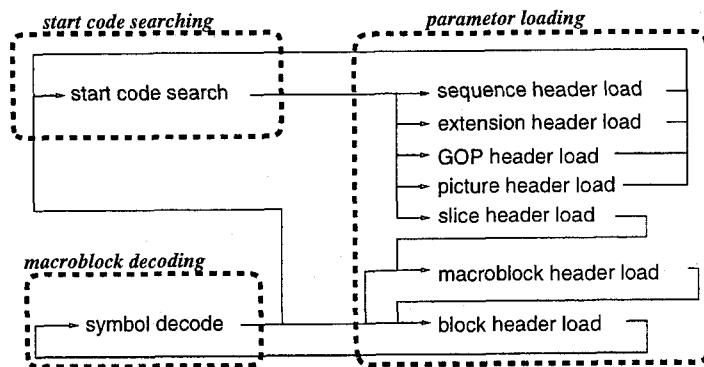 start code searching
parametor loading
start code search
sequence header load
extension header load
GOP header load
picture header load
slice header load
macroblock decoding
macroblock header load
symbol decode
block header load